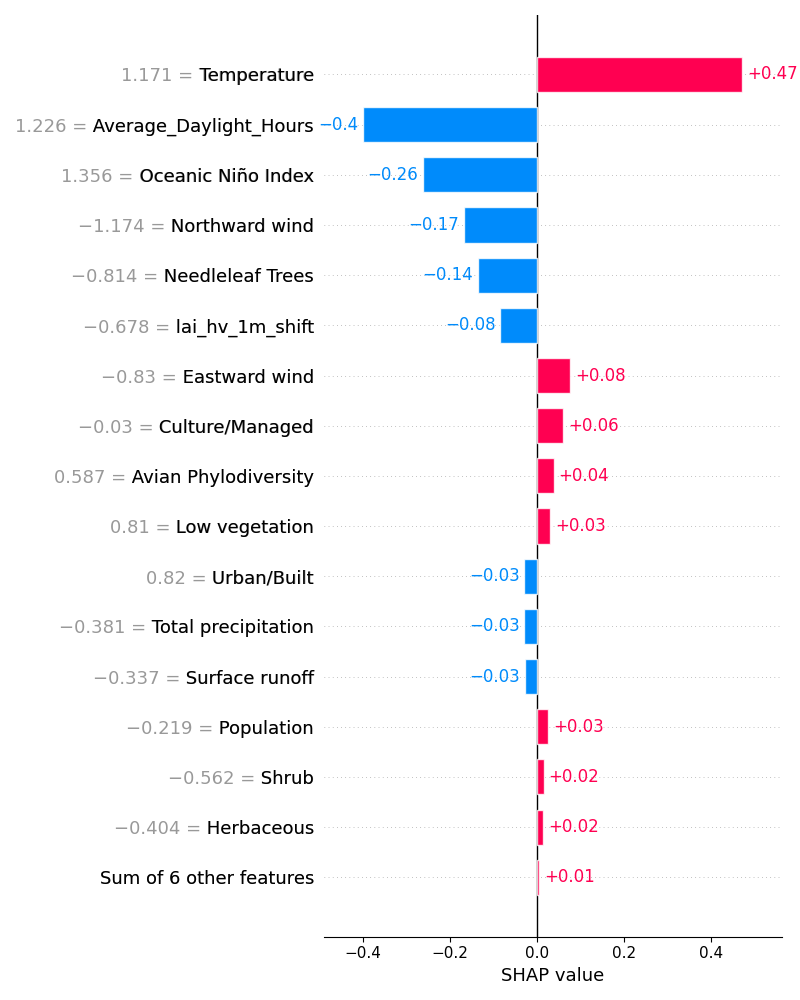 1.171 = Temperature +0.47
1.226 = Average_Daylight_Hours −0.4
1.356 = Oceanic Niño Index −0.26
−1.174 = Northward wind −0.17
−0.814 = Needleleaf Trees −0.14
−0.678 = lai_hv_1m_shift −0.08
−0.83 = Eastward wind +0.08
−0.03 = Culture/Managed +0.06
0.587 = Avian Phylodiversity +0.04
0.81 = Low vegetation +0.03
0.82 = Urban/Built −0.03
−0.381 = Total precipitation −0.03
−0.337 = Surface runoff −0.03
−0.219 = Population +0.03
−0.562 = Shrub +0.02
−0.404 = Herbaceous +0.02
Sum of 6 other features +0.01
−0.4 −0.2 0.0 0.2 0.4
SHAP value